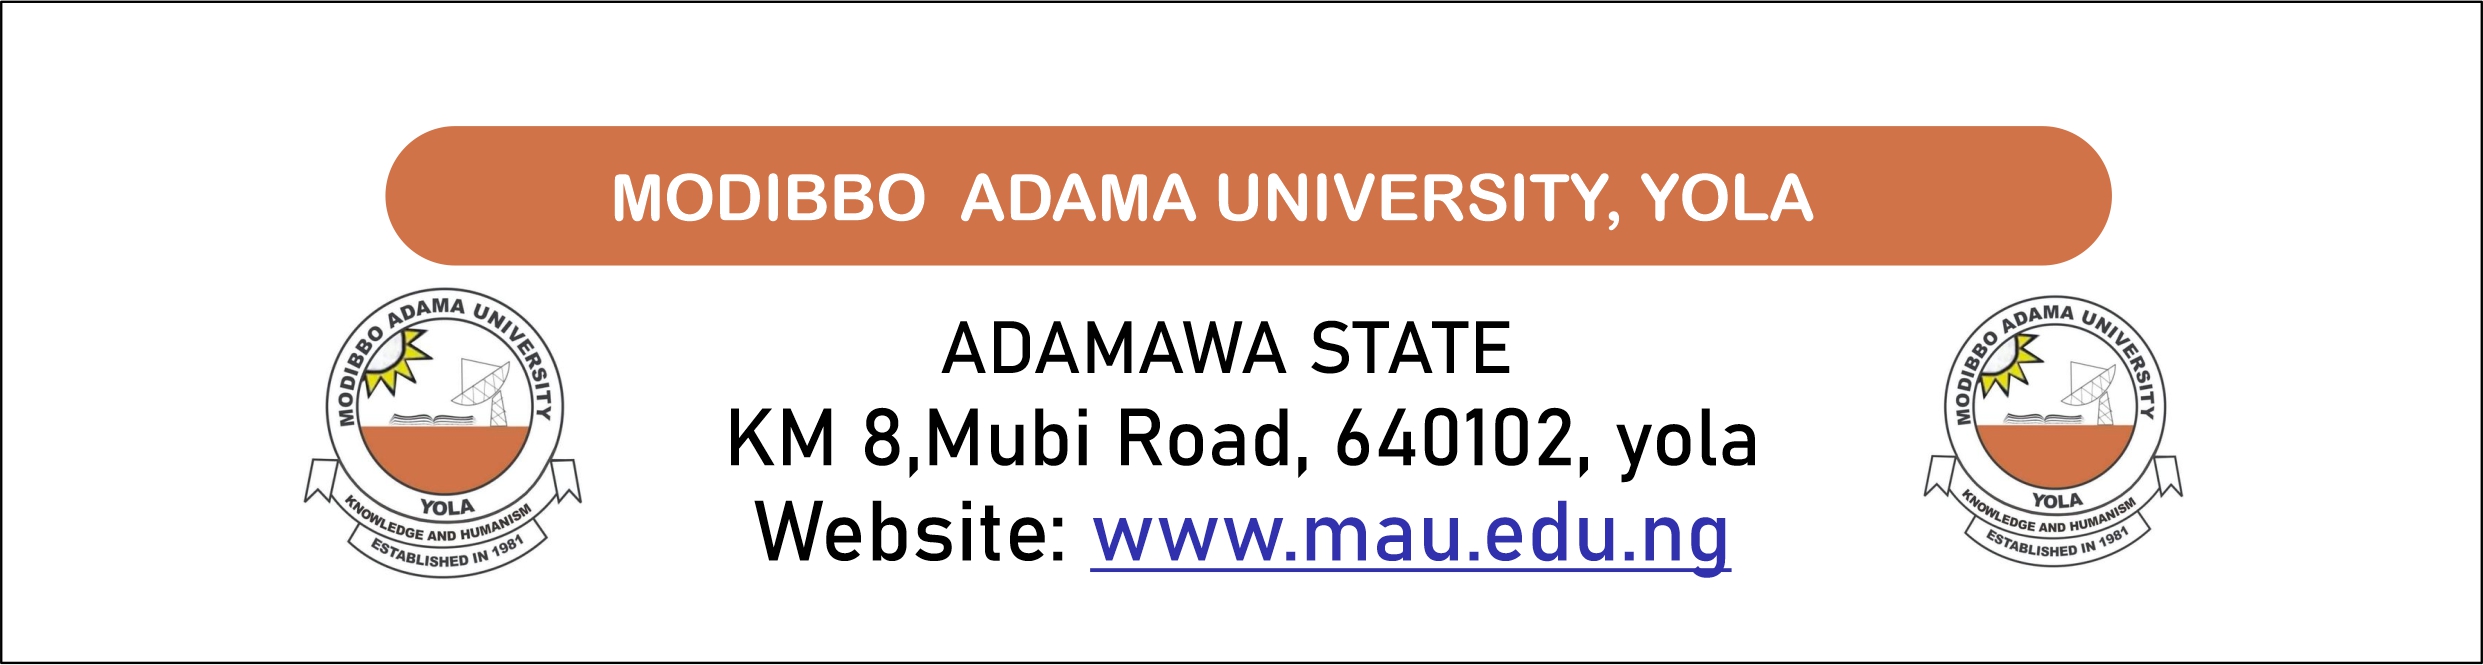 MODIBBO  ADAMA UNIVERSITY, YOLA
ADAMAWA STATE
KM 8,Mubi Road, 640102, yola
Website: www.mau.edu.ng
MODIBBO ADAMA UNIVERSITY
YOLA
KNOWLEDGE AND HUMANISM
ESTABLISHED IN 1981
MODIBBO ADAMA UNIVERSITY
YOLA
KNOWLEDGE AND HUMANISM
ESTABLISHED IN 1981